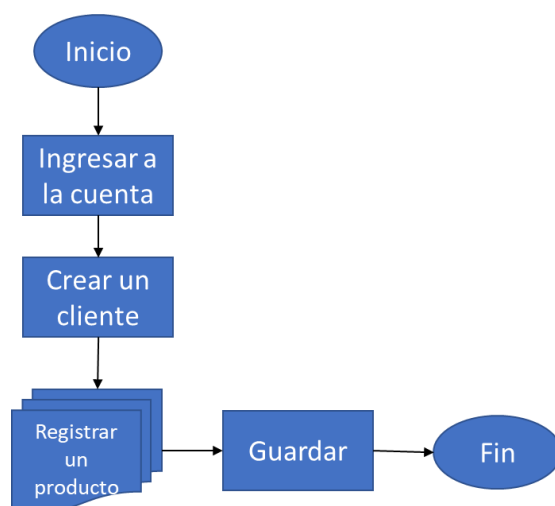 Inicio
Ingresar a
la cuenta
Crear un
cliente
Registrar
un
producto
Guardar
Fin